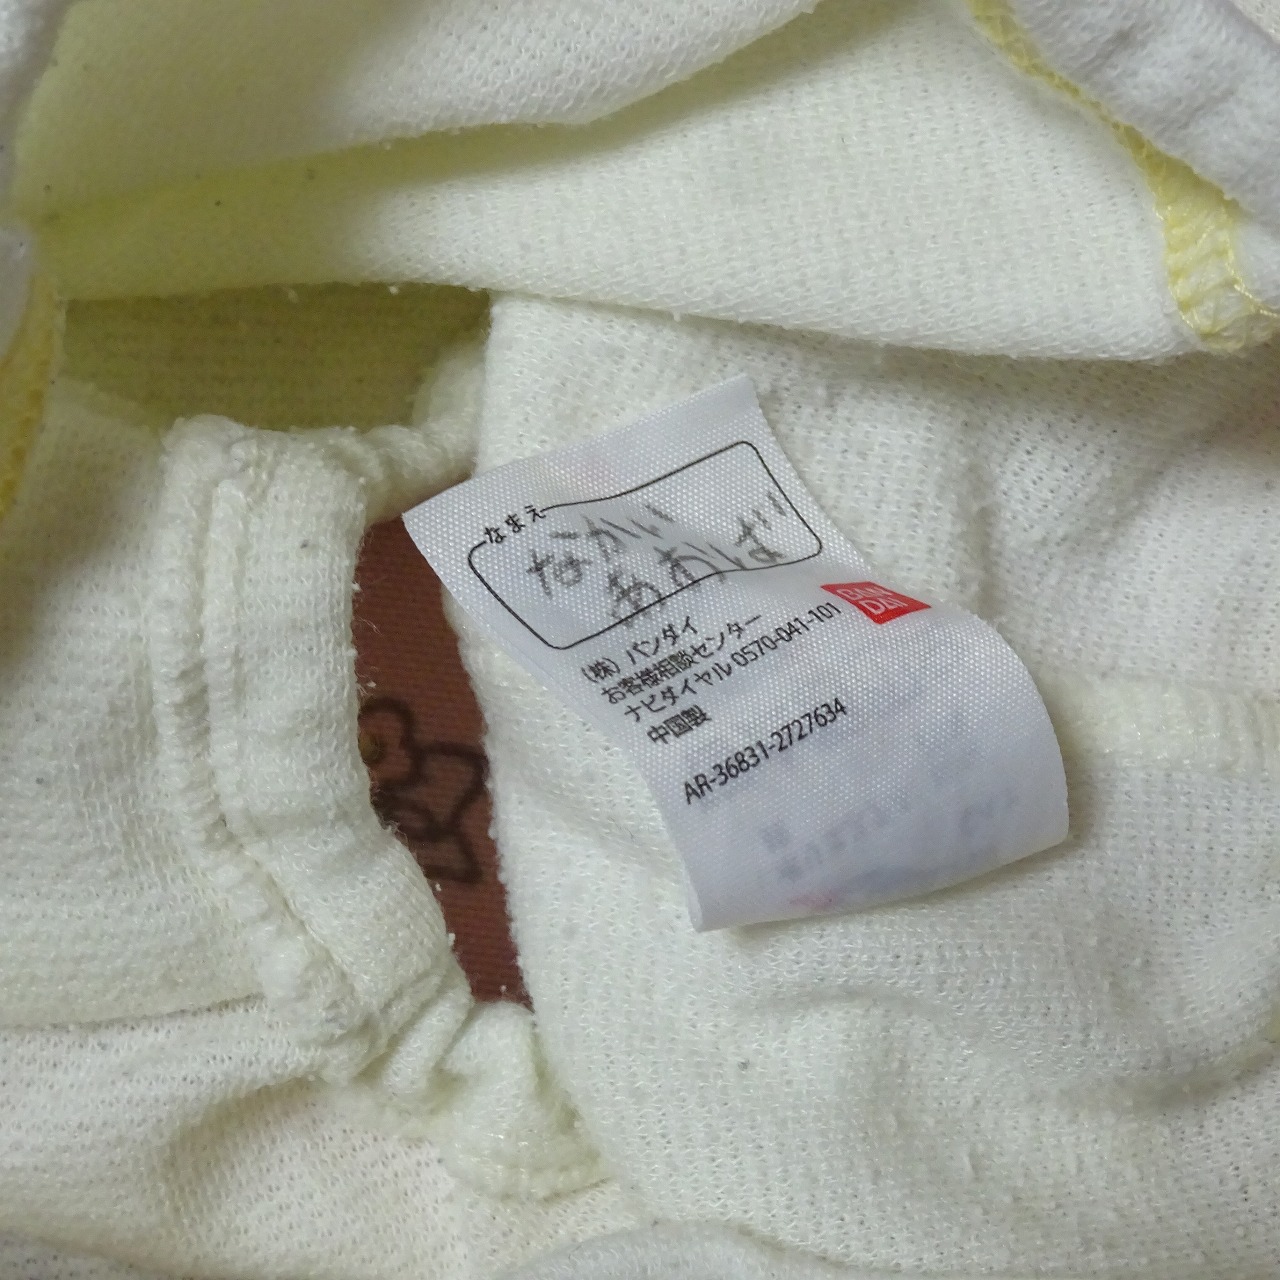 なまえ
なかい
あおば
(株) バンダイ
お客様相談センター
ナビダイヤル 0570-041-101
中国製
BAN
DAI
AR-36831-2727634